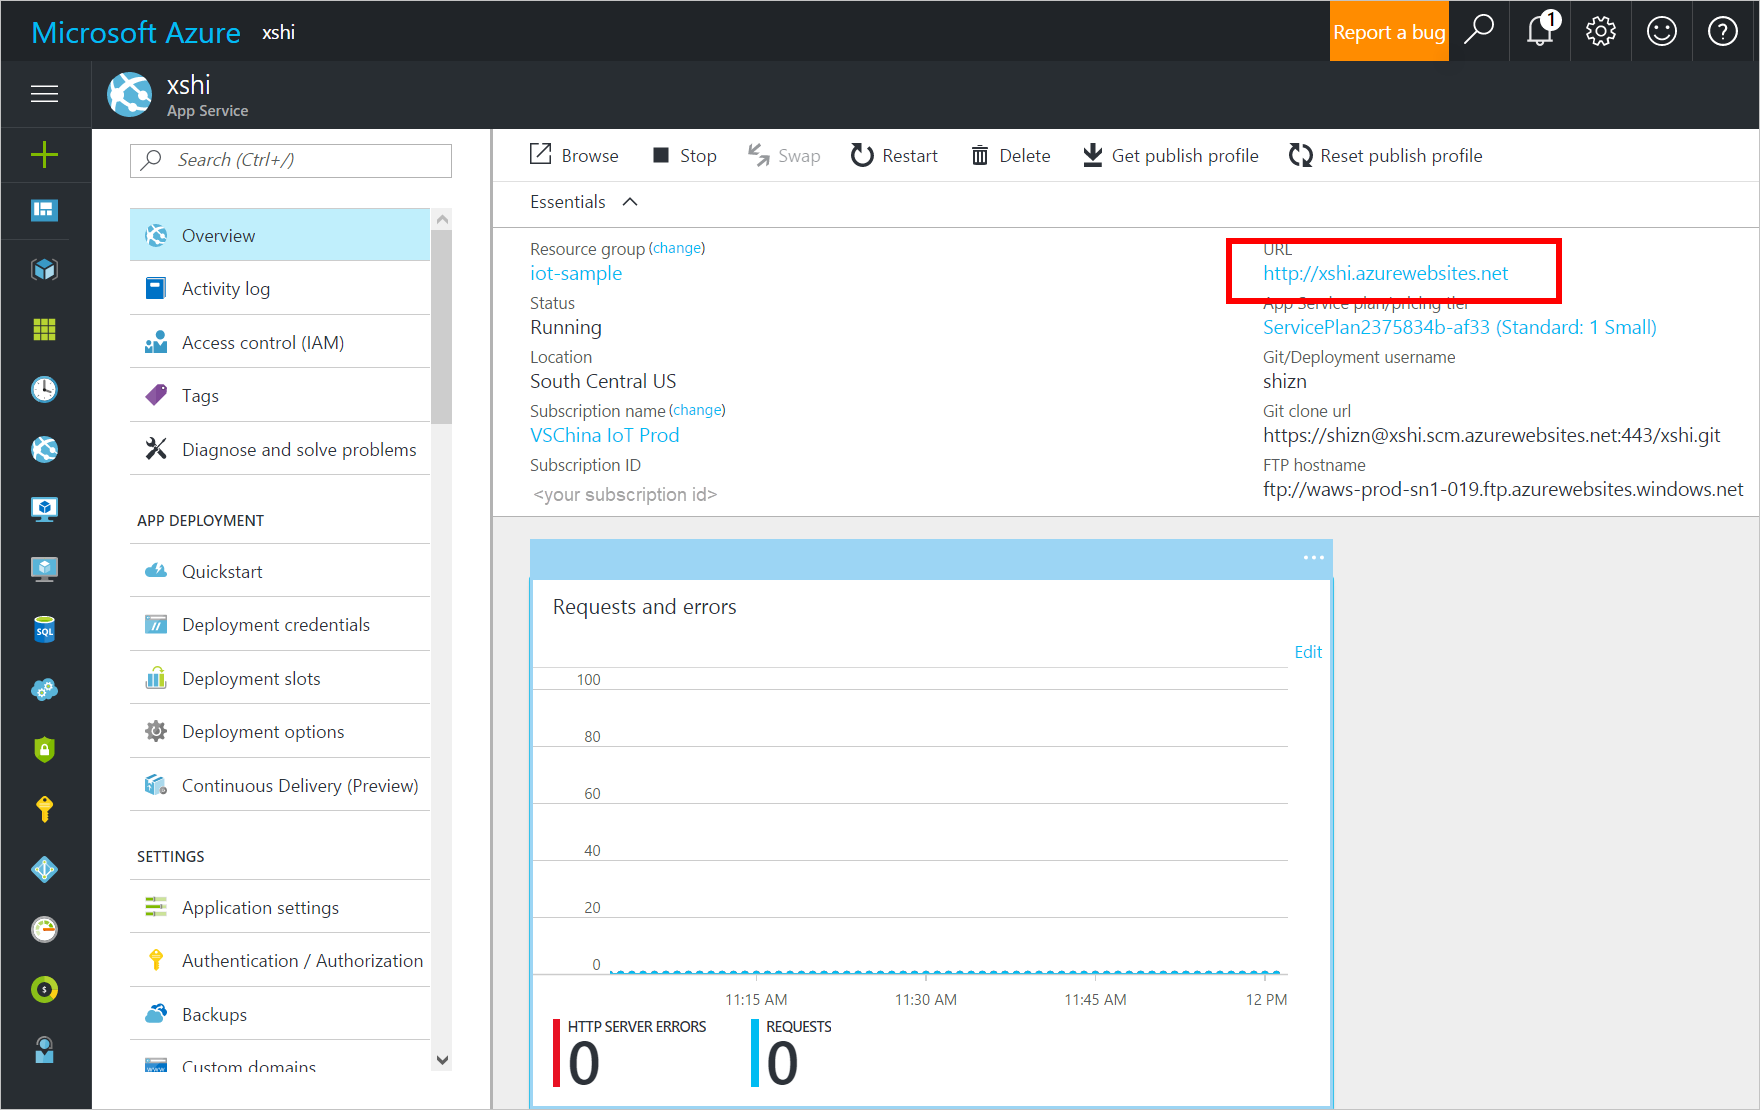 Microsoft Azure xshi
Report a bug
1
xshi
App Service
Search (Ctrl+/)
Overview
Activity log
Access control (IAM)
Tags
Diagnose and solve problems
APP DEPLOYMENT
Quickstart
Deployment credentials
Deployment slots
Deployment options
Continuous Delivery (Preview)
SETTINGS
Application settings
Authentication / Authorization
Backups
Custom domains
SQL
www
Browse Stop Swap Restart Delete Get publish profile Reset publish profile
Essentials
Resource group (change)
iot-sample
Status
Running
Location
South Central US
Subscription name (change)
VSChina IoT Prod
Subscription ID
<your subscription id>
URL
http://xshi.azurewebsites.net
App Service plan/pricing tier
ServicePlan2375834b-af33 (Standard: 1 Small)
Git/Deployment username
shizn
Git clone url
https://shizn@xshi.scm.azurewebsites.net:443/xshi.git
FTP hostname
ftp://waws-prod-sn1-019.ftp.azurewebsites.windows.net
Requests and errors
Edit
100
80
60
40
20
0
11:15 AM 11:30 AM 11:45 AM 12 PM
HTTP SERVER ERRORS
0
REQUESTS
0